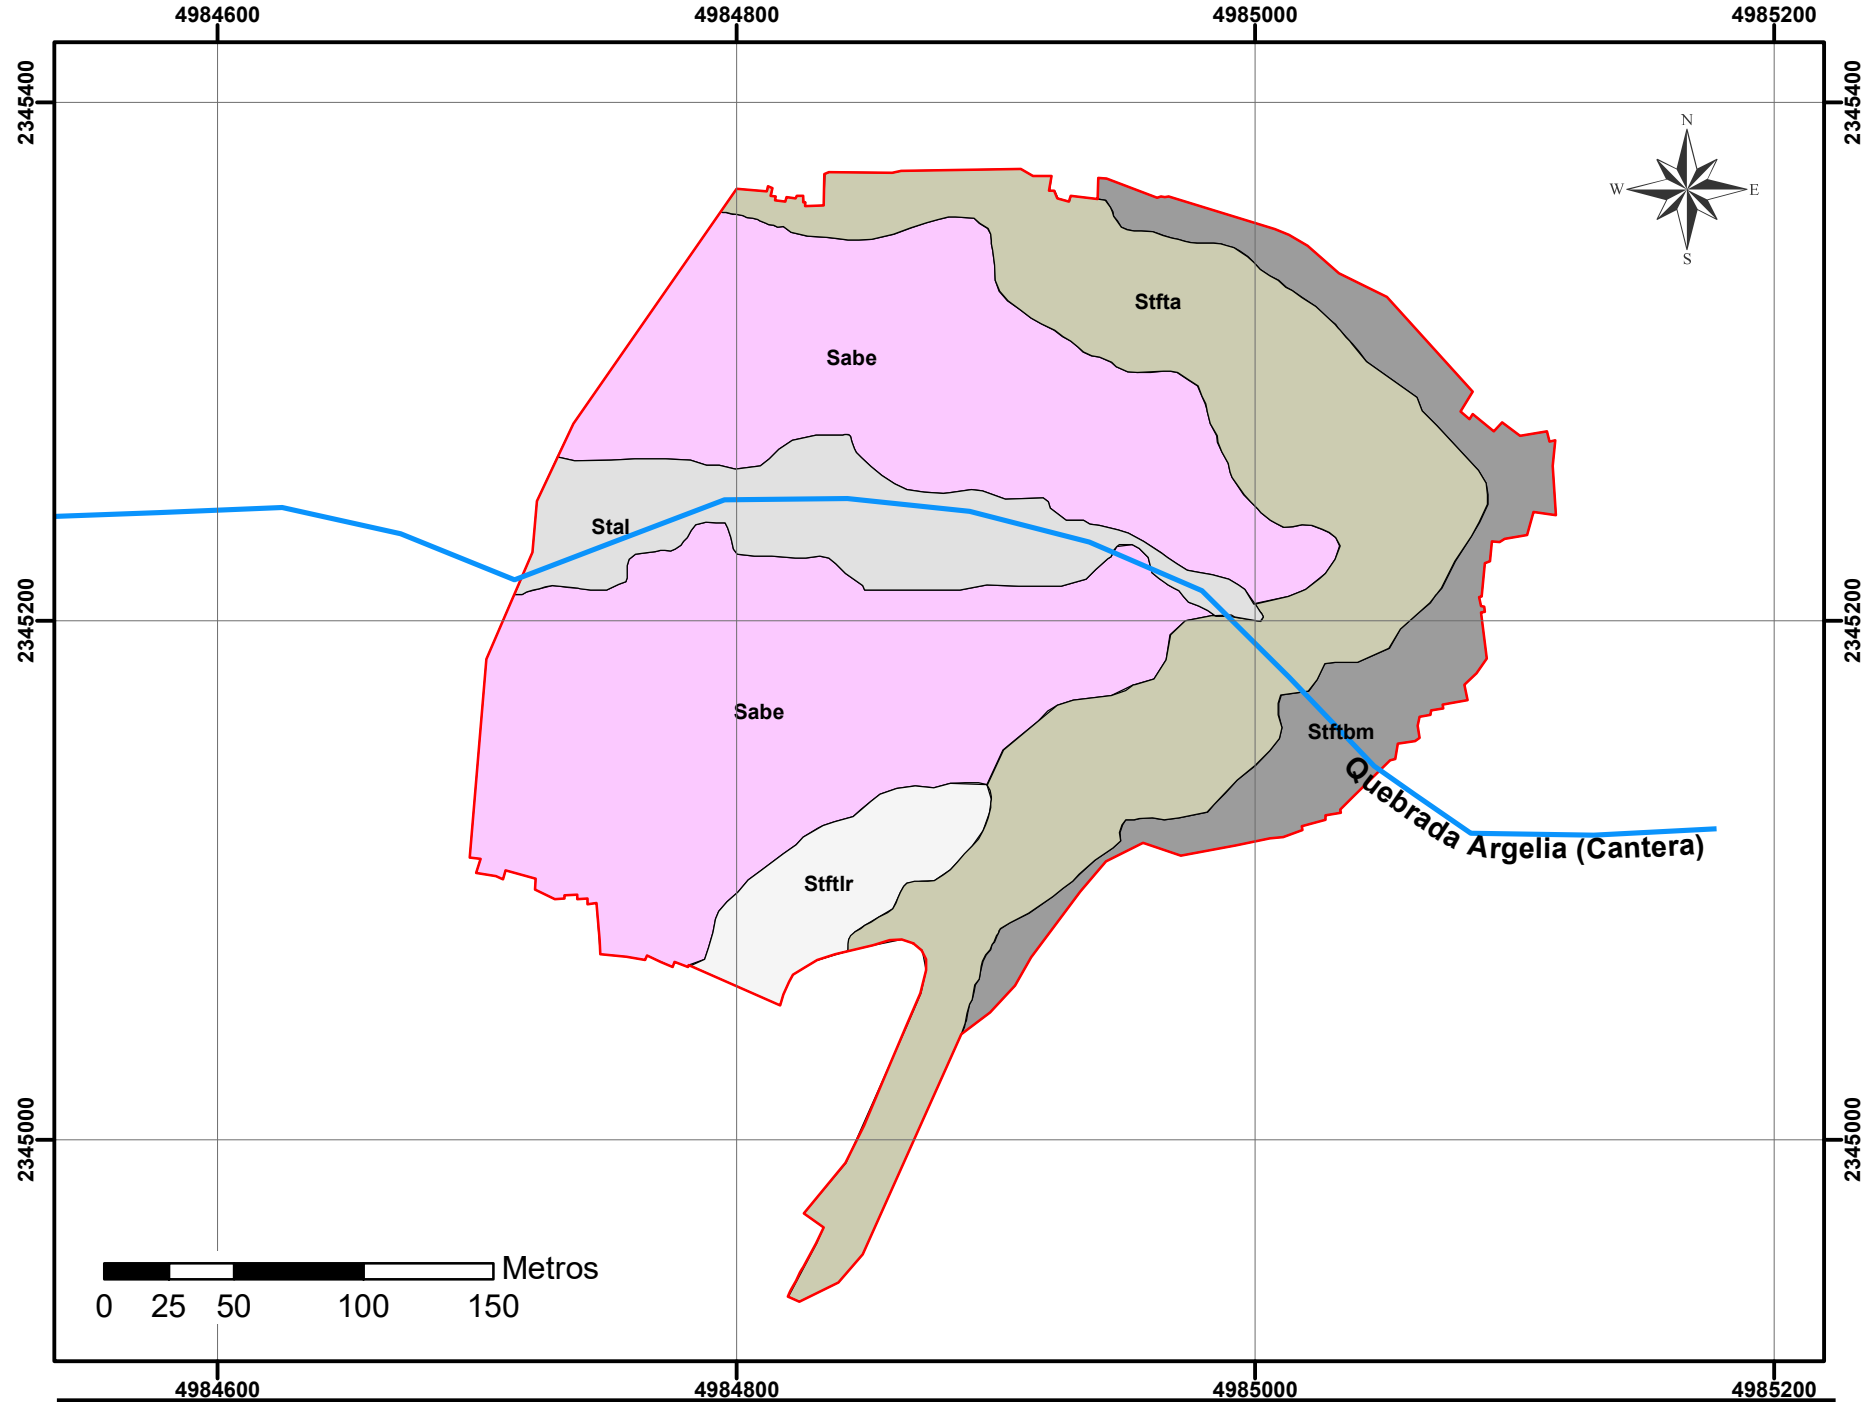 4984600 4984800 4985000 4985200
2345400 2345400
N
W E
S
Stfta
Sabe
Stal
2345200 2345200
Sabe
Stftbm
Quebrada Argelia (Cantera)
Stftlr
2345000 2345000
Metros
0 25 50 100 150
4984600 4984800 4985000 4985200